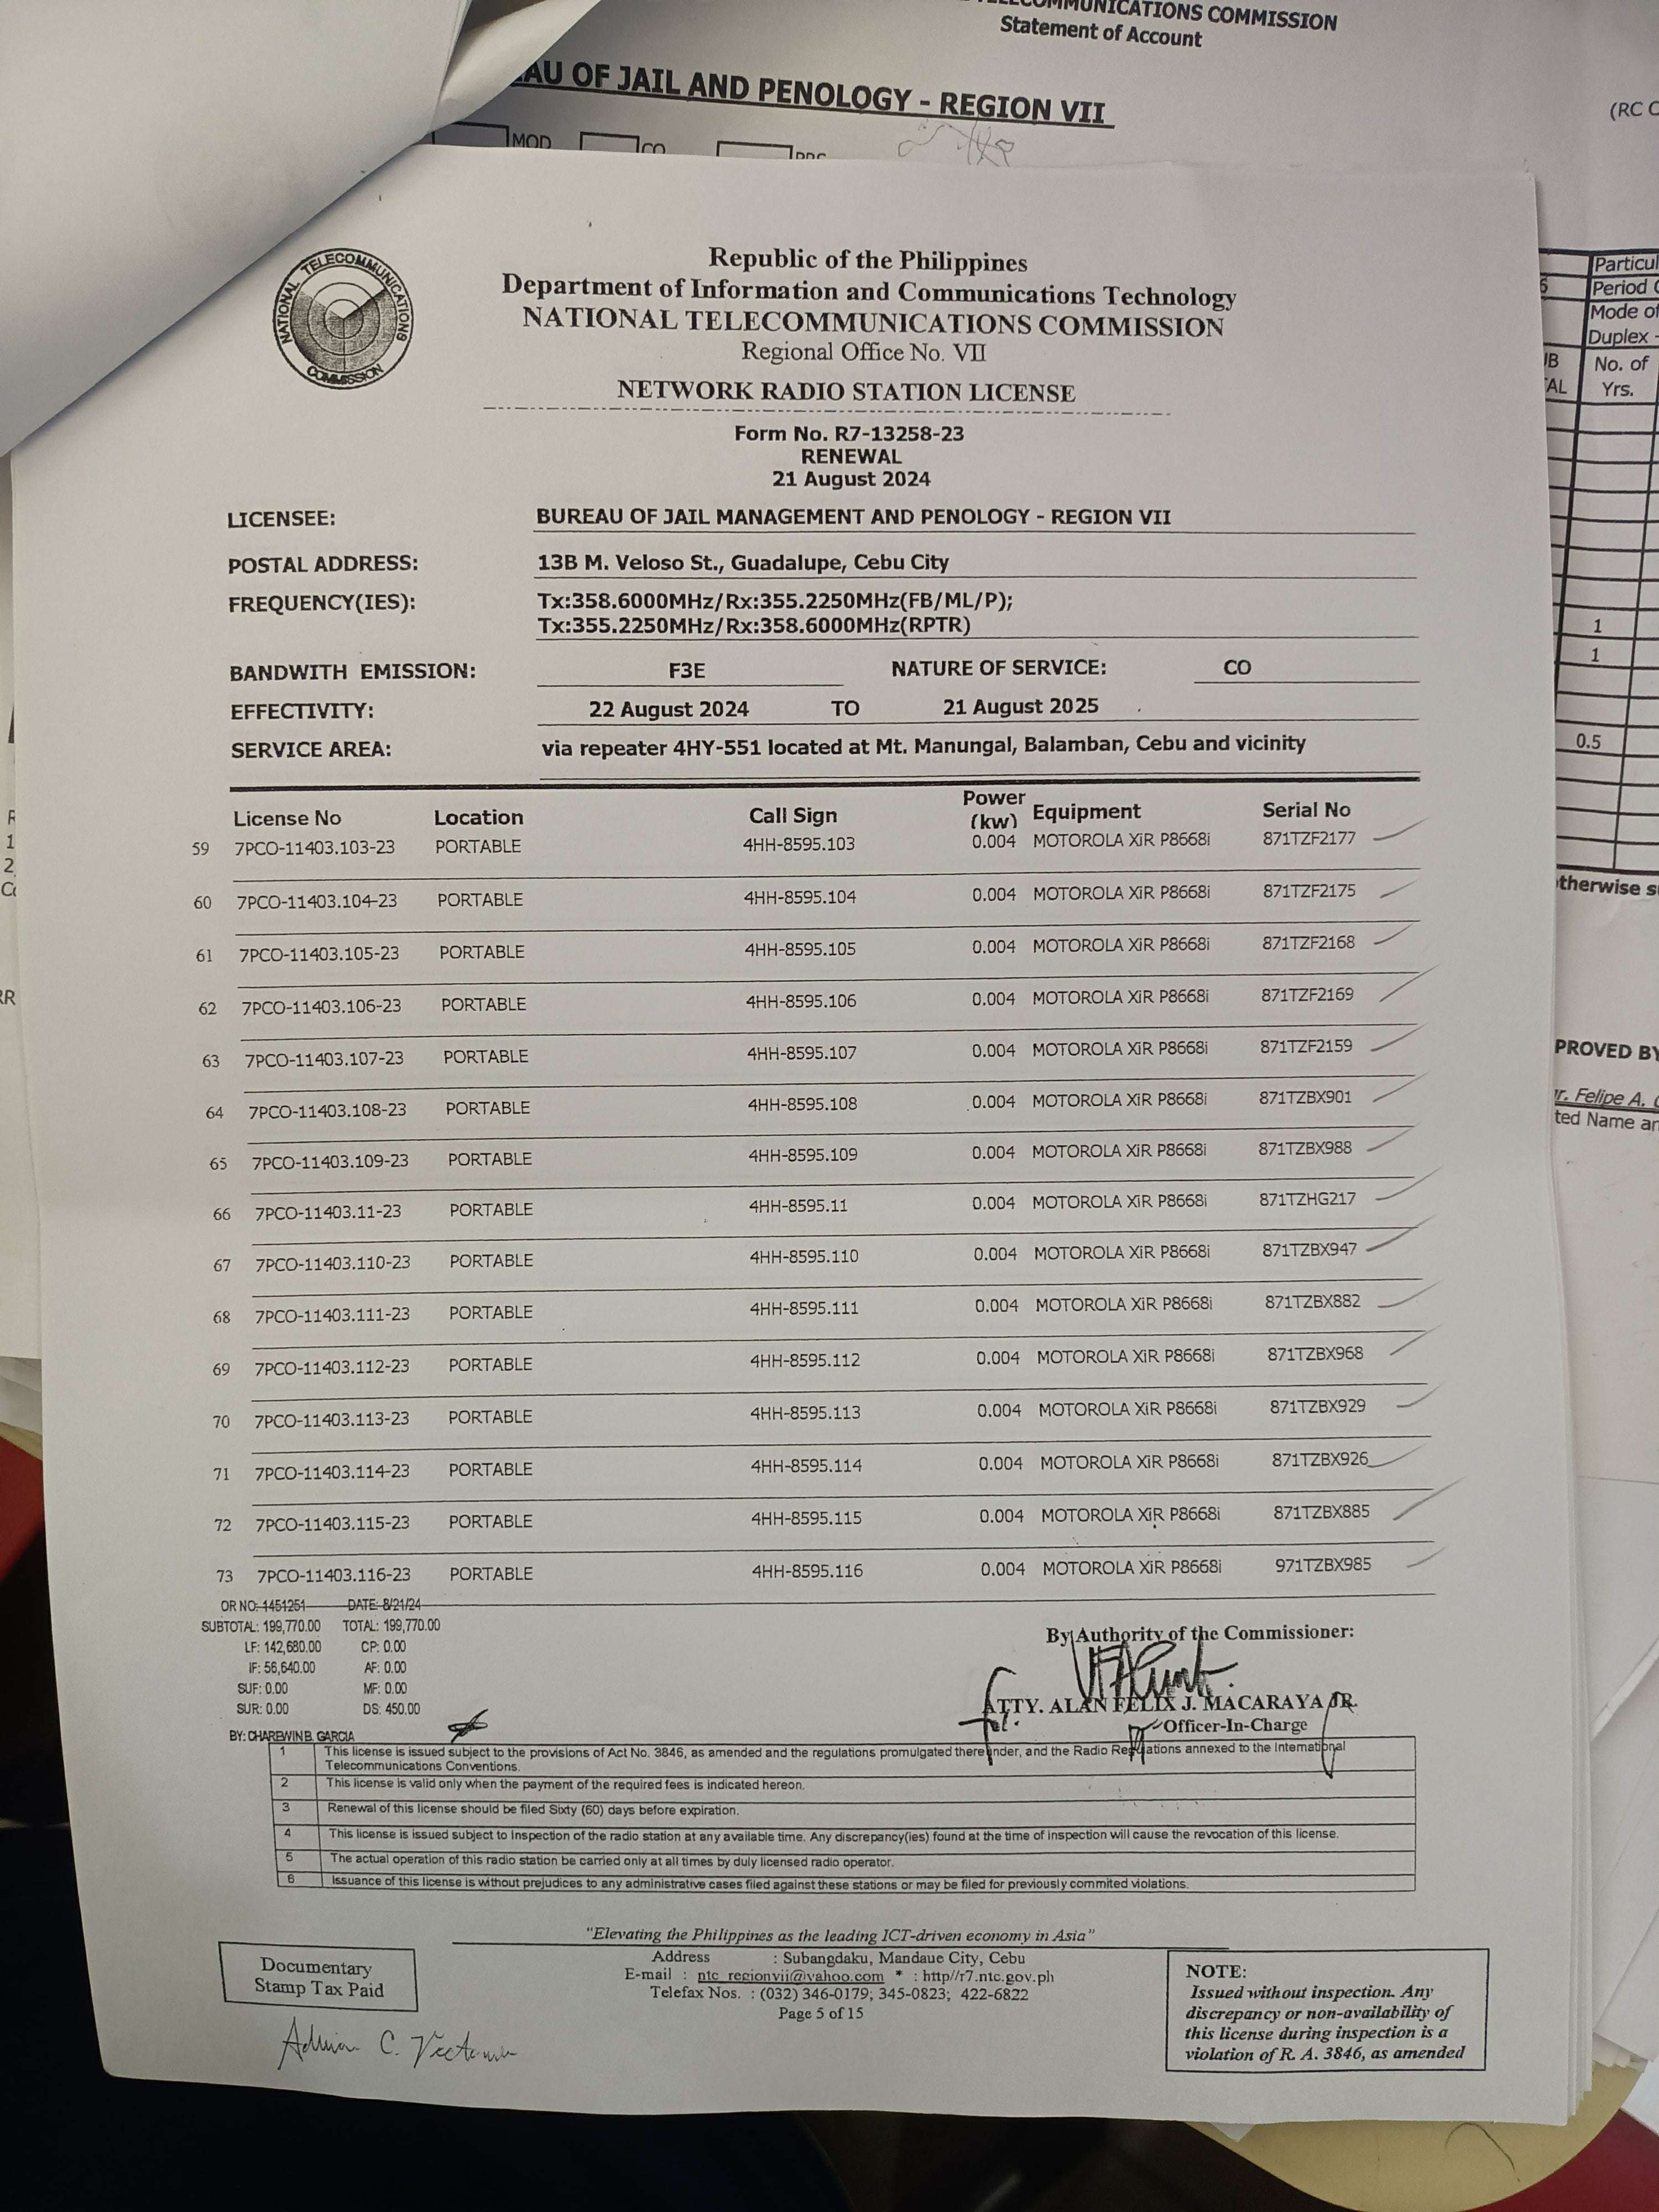 COMMUNICATIONS COMMISSION
Statement of Account
AU OF JAIL AND PENOLOGY - REGION VII
(RC
MOD CO
NATIONAL TELECOMMUNICATIONS COMMISSION
Republic of the Philippines
Department of Information and Communications Technology
NATIONAL TELECOMMUNICATIONS COMMISSION
Regional Office No. VII
NETWORK RADIO STATION LICENSE
Form No. R7-13258-23
RENEWAL
21 August 2024
LICENSEE: BUREAU OF JAIL MANAGEMENT AND PENOLOGY - REGION VII
POSTAL ADDRESS: 13B M. Veloso St., Guadalupe, Cebu City
FREQUENCY(IES): Tx:358.6000MHz/Rx:355.2250MHz(FB/ML/P);
Tx:355.2250MHz/Rx:358.6000MHz(RPTR)
BANDWITH EMISSION: F3E NATURE OF SERVICE: CO
EFFECTIVITY: 22 August 2024 TO 21 August 2025
SERVICE AREA: via repeater 4HY-551 located at Mt. Manungal, Balamban, Cebu and vicinity
License No Location Call Sign Power (kw) Equipment Serial No
59 7PCO-11403.103-23 PORTABLE 4HH-8595.103 0.004 MOTOROLA XiR P8668i 871TZF2177
60 7PCO-11403.104-23 PORTABLE 4HH-8595.104 0.004 MOTOROLA XiR P8668i 871TZF2175
61 7PCO-11403.105-23 PORTABLE 4HH-8595.105 0.004 MOTOROLA XiR P8668i 871TZF2168
62 7PCO-11403.106-23 PORTABLE 4HH-8595.106 0.004 MOTOROLA XiR P8668i 871TZF2169
63 7PCO-11403.107-23 PORTABLE 4HH-8595.107 0.004 MOTOROLA XiR P8668i 871TZF2159
64 7PCO-11403.108-23 PORTABLE 4HH-8595.108 0.004 MOTOROLA XiR P8668i 871TZBX901
65 7PCO-11403.109-23 PORTABLE 4HH-8595.109 0.004 MOTOROLA XiR P8668i 871TZBX988
66 7PCO-11403.11-23 PORTABLE 4HH-8595.11 0.004 MOTOROLA XiR P8668i 871TZHG217
67 7PCO-11403.110-23 PORTABLE 4HH-8595.110 0.004 MOTOROLA XiR P8668i 871TZBX947
68 7PCO-11403.111-23 PORTABLE 4HH-8595.111 0.004 MOTOROLA XiR P8668i 871TZBX882
69 7PCO-11403.112-23 PORTABLE 4HH-8595.112 0.004 MOTOROLA XiR P8668i 871TZBX968
70 7PCO-11403.113-23 PORTABLE 4HH-8595.113 0.004 MOTOROLA XiR P8668i 871TZBX929
71 7PCO-11403.114-23 PORTABLE 4HH-8595.114 0.004 MOTOROLA XiR P8668i 871TZBX926
72 7PCO-11403.115-23 PORTABLE 4HH-8595.115 0.004 MOTOROLA XiR P8668i 871TZBX885
73 7PCO-11403.116-23 PORTABLE 4HH-8595.116 0.004 MOTOROLA XiR P8668i 971TZBX985
OR NO: 1451251 DATE: 8/21/24
SUBTOTAL: 199,770.00 TOTAL: 199,770.00
LF: 142,680.00 CP: 0.00
IF: 56,640.00 AF: 0.00
SUF: 0.00 MF: 0.00
SUR: 0.00 DS: 450.00
BY: CHAREWIN B. GARCIA
By Authority of the Commissioner:
ATTY. ALAN FELIX J. MACARAYA JR.
Officer-In-Charge
1 This license is issued subject to the provisions of Act No. 3846, as amended and the regulations promulgated thereunder, and the Radio Regulations annexed to the International
Telecommunications Conventions.
2 This license is valid only when the payment of the required fees is indicated hereon.
3 Renewal of this license should be filed Sixty (60) days before expiration.
4 This license is issued subject to inspection of the radio station at any available time. Any discrepancy(ies) found at the time of inspection will cause the revocation of this license.
5 The actual operation of this radio station be carried only at all times by duly licensed radio operator.
6 Issuance of this license is without prejudices to any administrative cases filed against these stations or may be filed for previously commited violations.
"Elevating the Philippines as the leading ICT-driven economy in Asia"
Address : Subangdaku, Mandaue City, Cebu
E-mail : ntc_regionvii@yahoo.com * : http//r7.ntc.gov.ph
Telefax Nos. : (032) 346-0179; 345-0823; 422-6822
Page 5 of 15
Documentary
Stamp Tax Paid
NOTE:
Issued without inspection. Any
discrepancy or non-availability of
this license during inspection is a
violation of R. A. 3846, as amended
Particul
Period
Mode of
Duplex -
No. of
Yrs.
1
1
0.5
otherwise
PROVED BY
r. Felipe A.
ted Name an